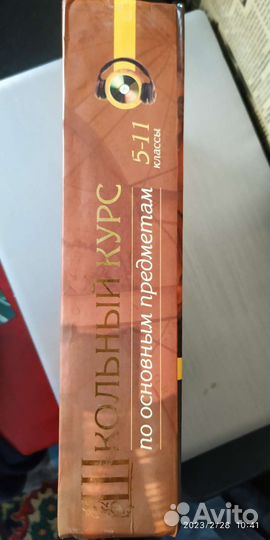 ШКОЛЬНЫЙ КУРС
по основным предметам
5-11
классы
2023/2/28 10:41
Avito